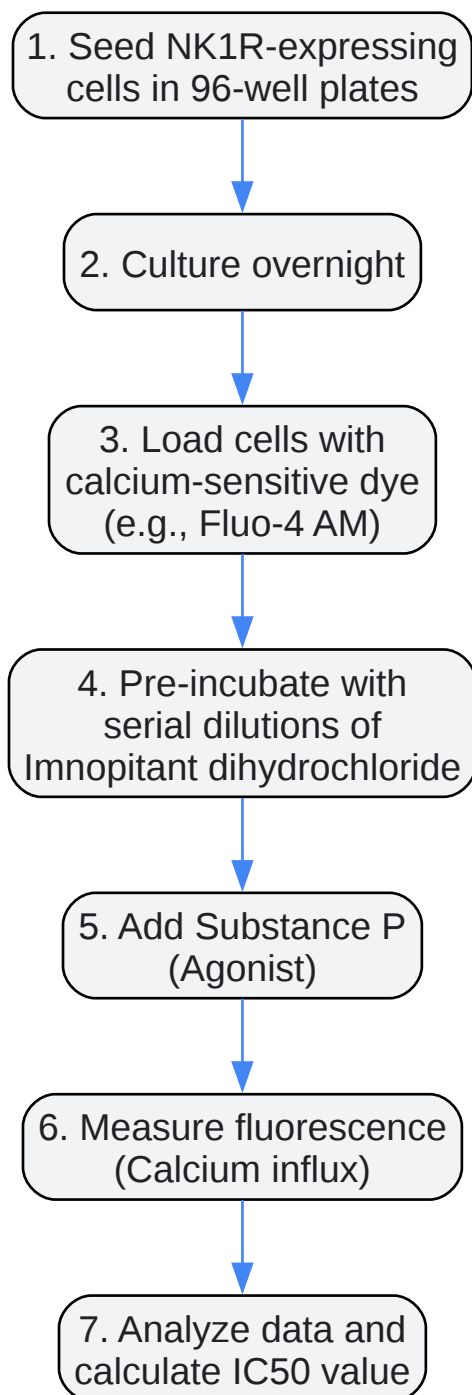 1. Seed NK1R-expressing
cells in 96-well plates
2. Culture overnight
3. Load cells with
calcium-sensitive dye
(e.g., Fluo-4 AM)
4. Pre-incubate with
serial dilutions of
Imnopitant dihydrochloride
5. Add Substance P
(Agonist)
6. Measure fluorescence
(Calcium influx)
7. Analyze data and
calculate IC50 value